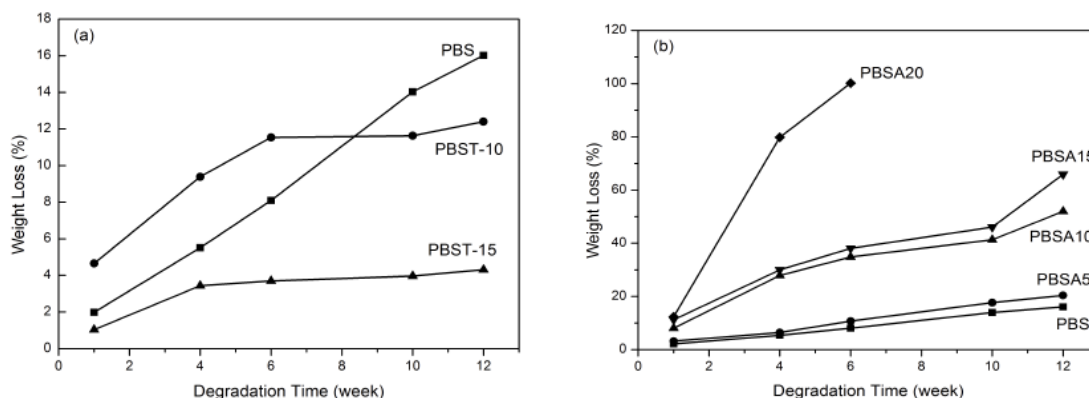 (a)
18
16
14
12
10
8
6
4
2
0
Weight Loss (%)
PBS
PBST-10
PBST-15
0 2 4 6 8 10 12
Degradation Time (week)
(b)
120
100
80
60
40
20
0
Weight Loss (%)
PBSA20
PBSA15
PBSA10
PBSA5
PBS
0 2 4 6 8 10 12
Degradation Time (week)